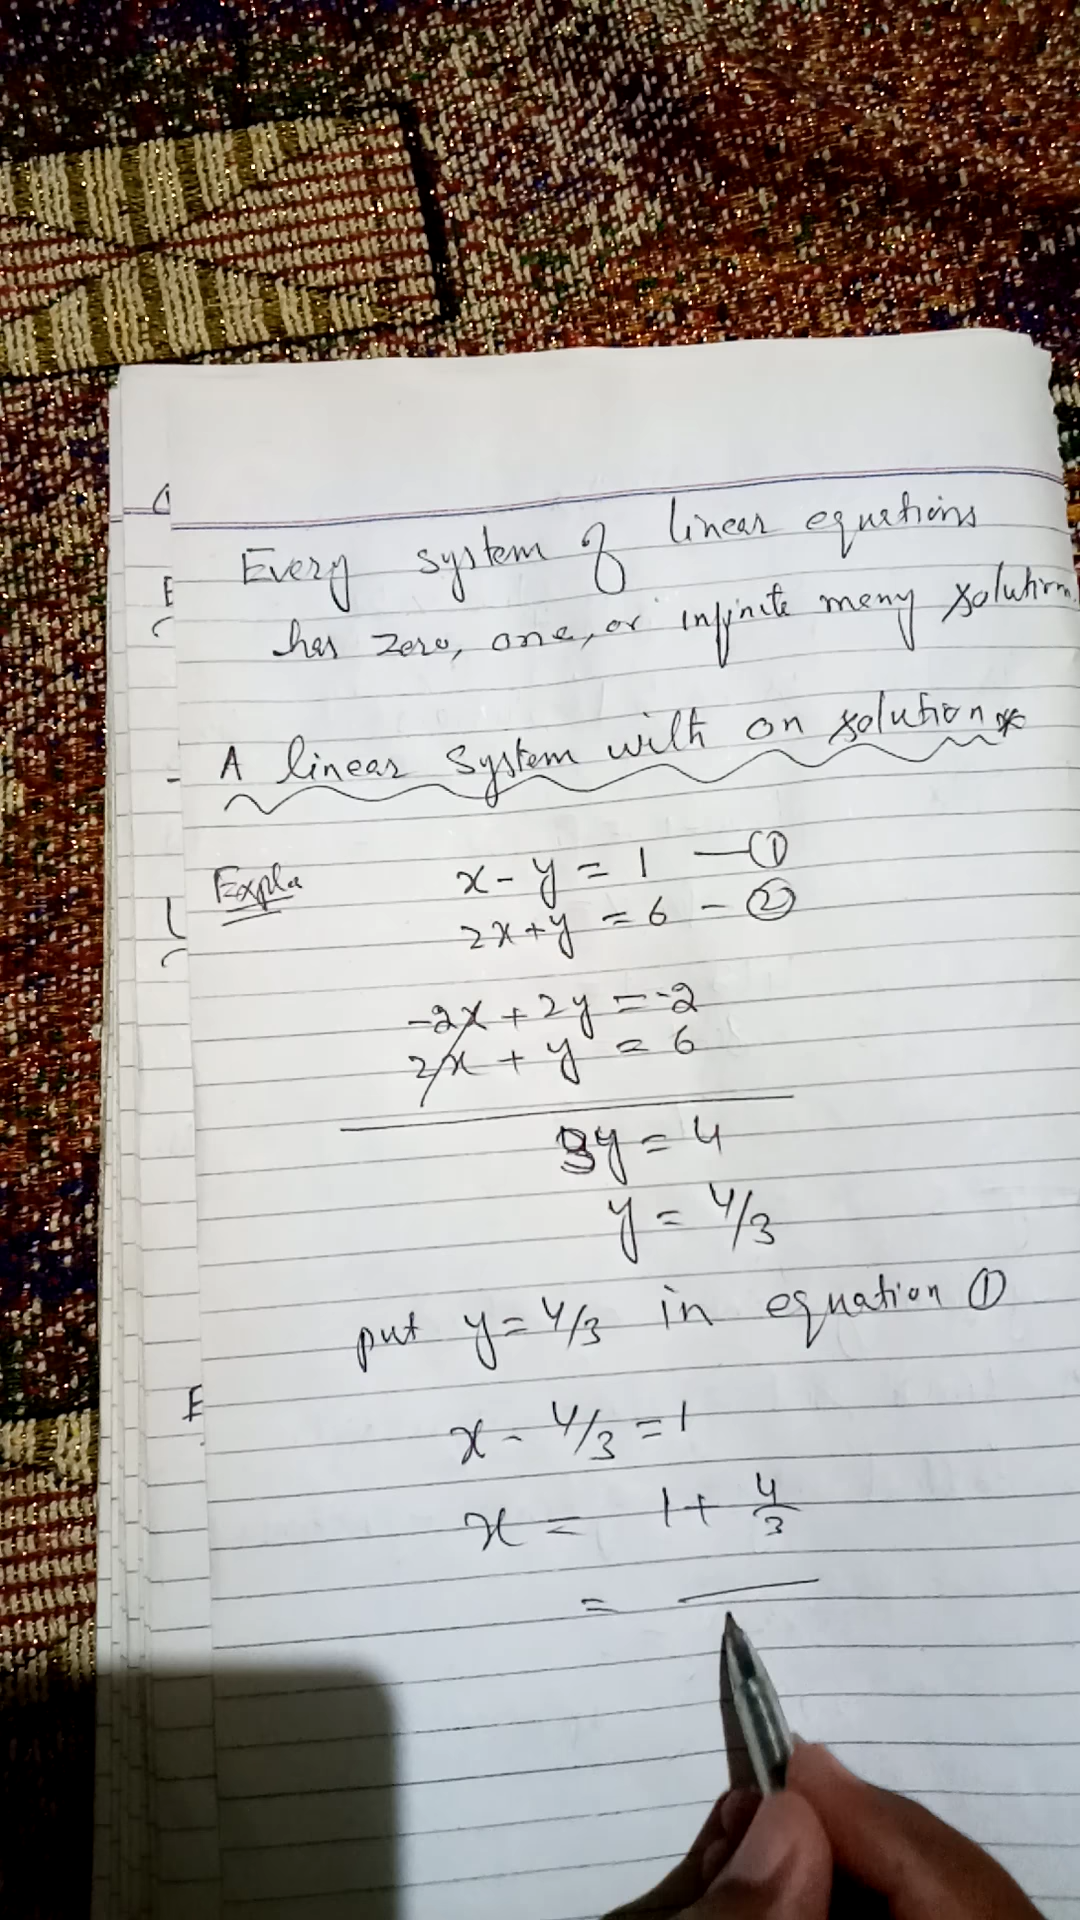 Every system of linear equations
has zero, one, or infinite meny solution.
A linear system with on solution
Expla
x - y = 1 — ①
2x + y = 6 - ②
-2x + 2y = -2
2x + y = 6
3y = 4
y = 4/3
put y = 4/3 in equation ①
x - 4/3 = 1
x = 1 + 4/3
=